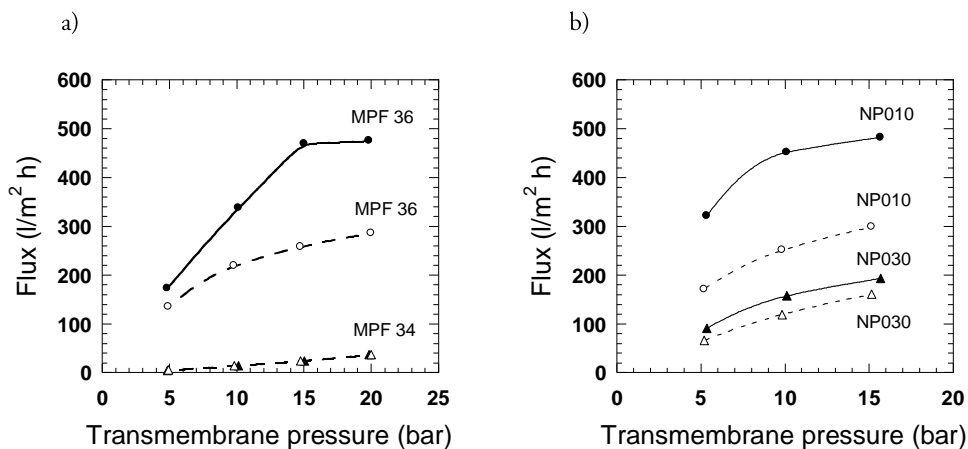 a)
600
500
400
300
200
100
0
Flux (l/m² h)
MPF 36
MPF 36
MPF 34
0 5 10 15 20 25
Transmembrane pressure (bar)
b)
600
500
400
300
200
100
0
Flux (l/m² h)
NP010
NP010
NP030
NP030
0 5 10 15 20
Transmembrane pressure (bar)